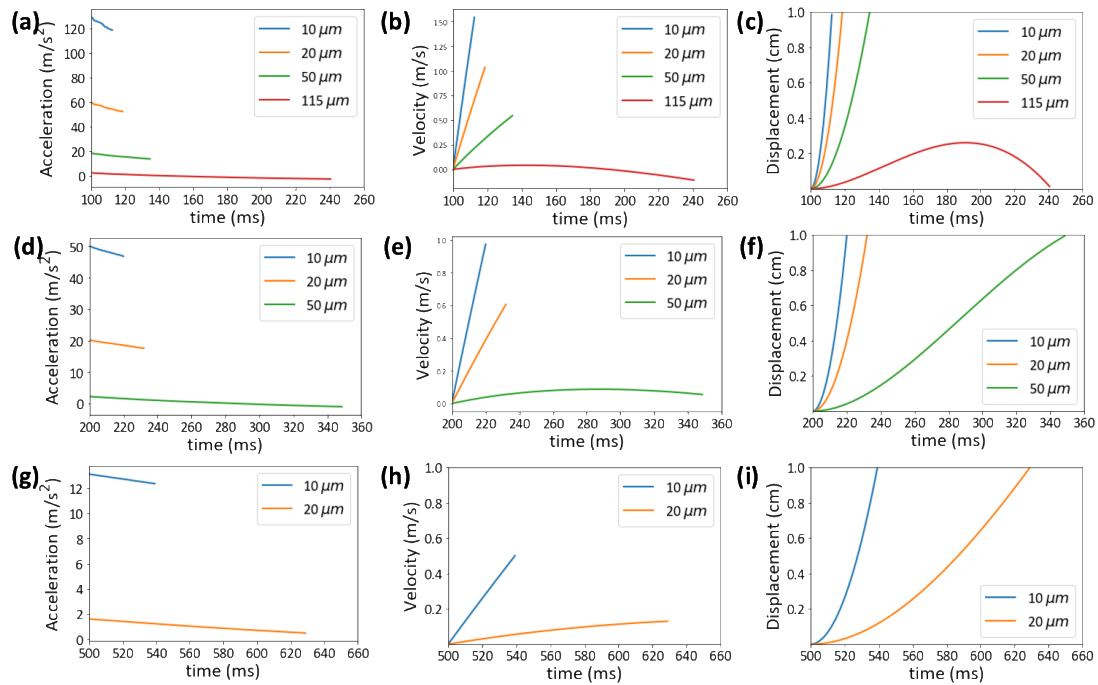 (a)
Acceleration (m/s²)
120
100
80
60
40
20
0
10 μm
20 μm
50 μm
115 μm
100 120 140 160 180 200 220 240 260
time (ms)
(b)
Velocity (m/s)
1.50
1.25
1.00
0.75
0.50
0.25
0.00
10 μm
20 μm
50 μm
115 μm
100 120 140 160 180 200 220 240 260
time (ms)
(c)
Displacement (cm)
1.0
0.8
0.6
0.4
0.2
10 μm
20 μm
50 μm
115 μm
100 120 140 160 180 200 220 240 260
time (ms)
(d)
Acceleration (m/s²)
50
40
30
20
10
0
10 μm
20 μm
50 μm
200 220 240 260 280 300 320 340 360
time (ms)
(e)
Velocity (m/s)
1.0
0.8
0.6
0.4
0.2
0.0
10 μm
20 μm
50 μm
200 220 240 260 280 300 320 340 360
time (ms)
(f)
Displacement (cm)
1.0
0.8
0.6
0.4
0.2
10 μm
20 μm
50 μm
200 220 240 260 280 300 320 340 360
time (ms)
(g)
Acceleration (m/s²)
12
10
8
6
4
2
0
10 μm
20 μm
500 520 540 560 580 600 620 640 660
time (ms)
(h)
Velocity (m/s)
1.0
0.8
0.6
0.4
0.2
10 μm
20 μm
500 520 540 560 580 600 620 640 660
time (ms)
(i)
Displacement (cm)
1.0
0.8
0.6
0.4
0.2
10 μm
20 μm
500 520 540 560 580 600 620 640 660
time (ms)